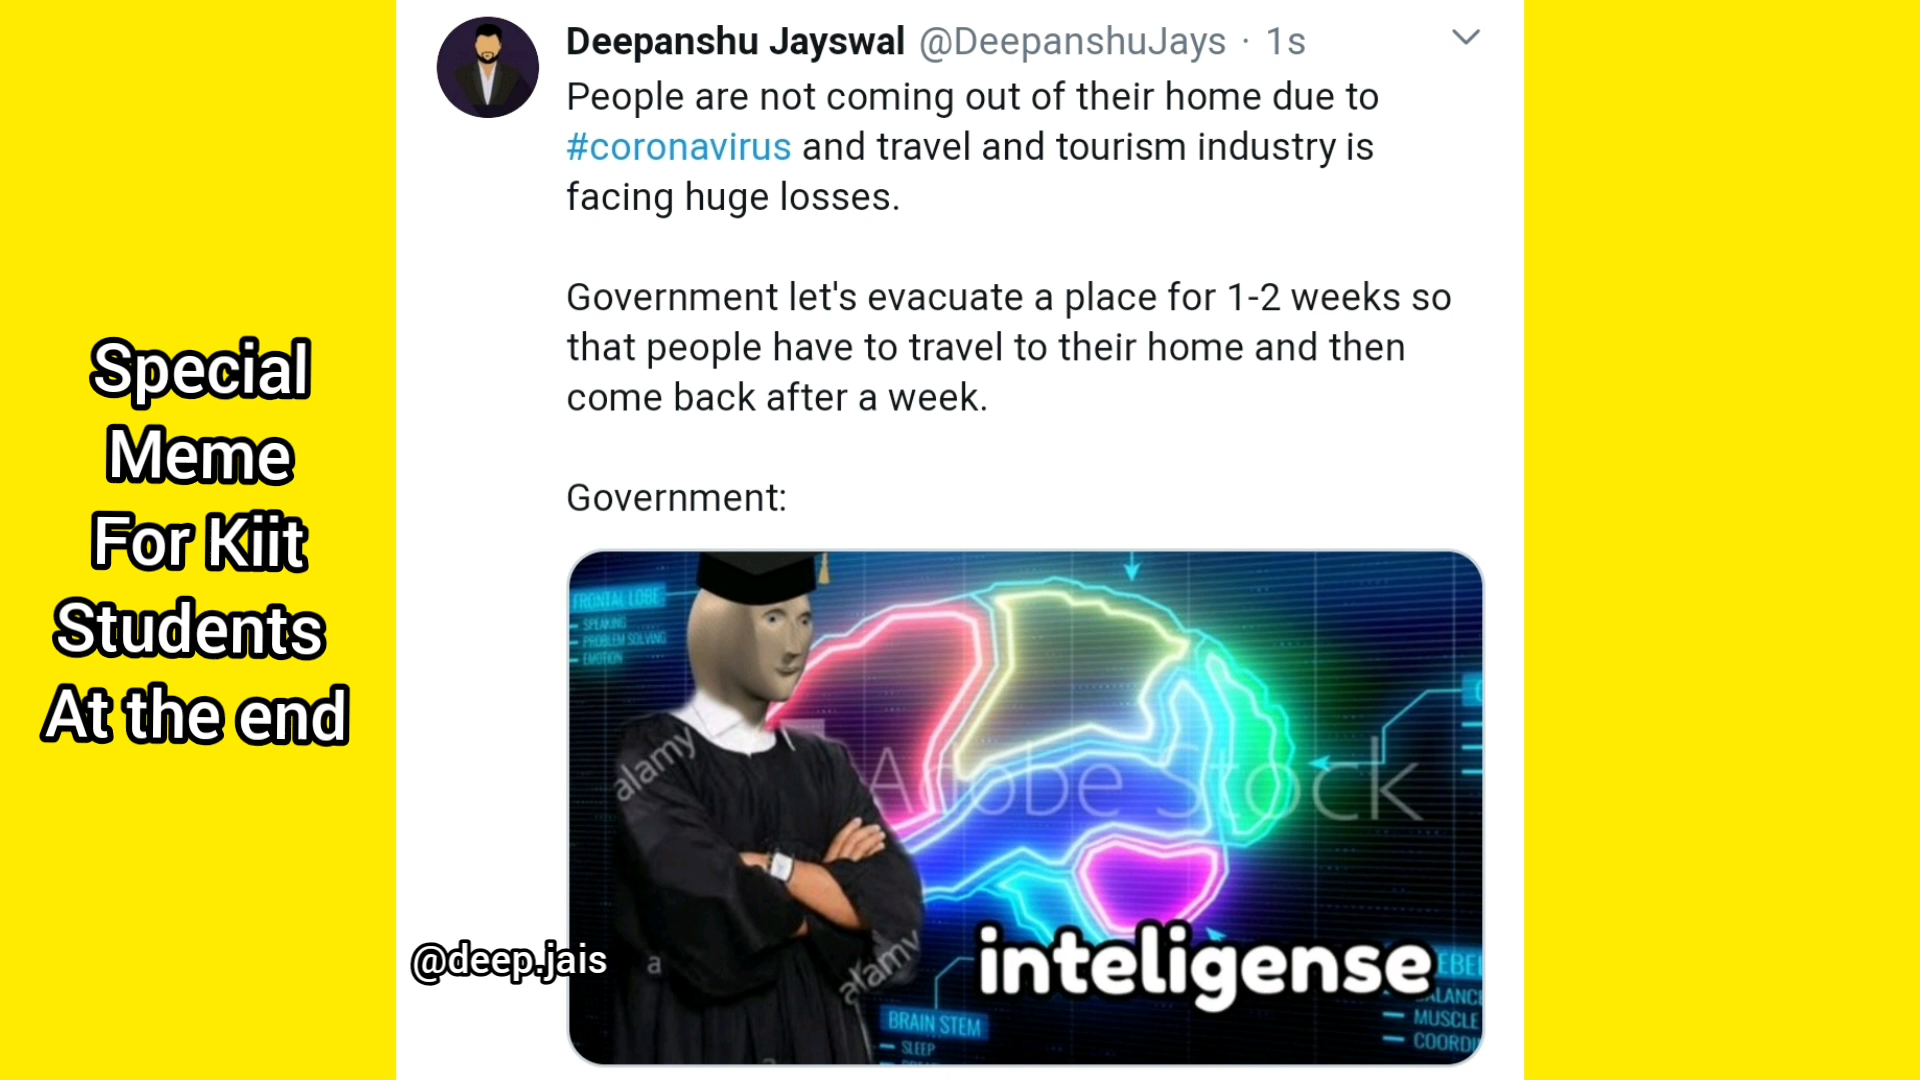 Special
Meme
For Kiit
Students
At the end
Deepanshu Jayswal @DeepanshuJays · 1s
People are not coming out of their home due to
#coronavirus and travel and tourism industry is
facing huge losses.
Government let's evacuate a place for 1-2 weeks so
that people have to travel to their home and then
come back after a week.
Government:
FRONTAL LOBE
SPEAKING
PROBLEM SOLVING
EMOTION
alamy
Adobe Stock
@deep.jais
a
alamy
inteligense
BRAIN STEM
SLEEP
MUSCLE